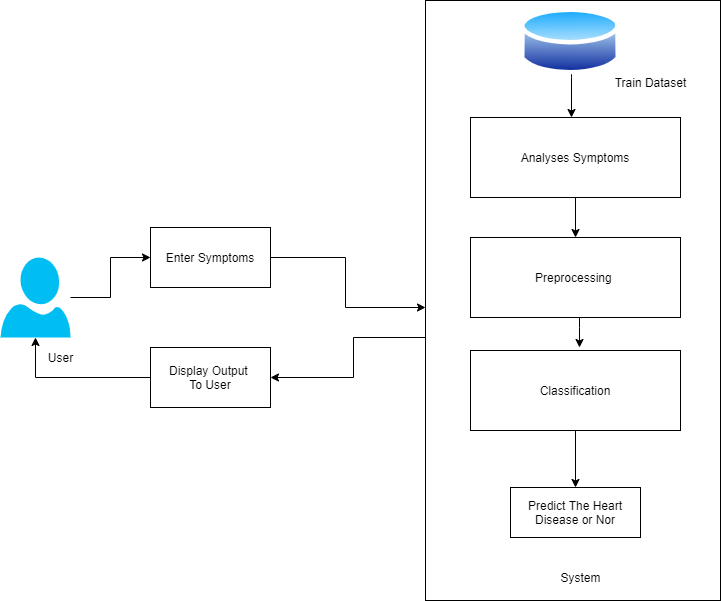 Train Dataset
Analyses Symptoms
Enter Symptoms
Preprocessing
User
Display Output
To User
Classification
Predict The Heart
Disease or Nor
System